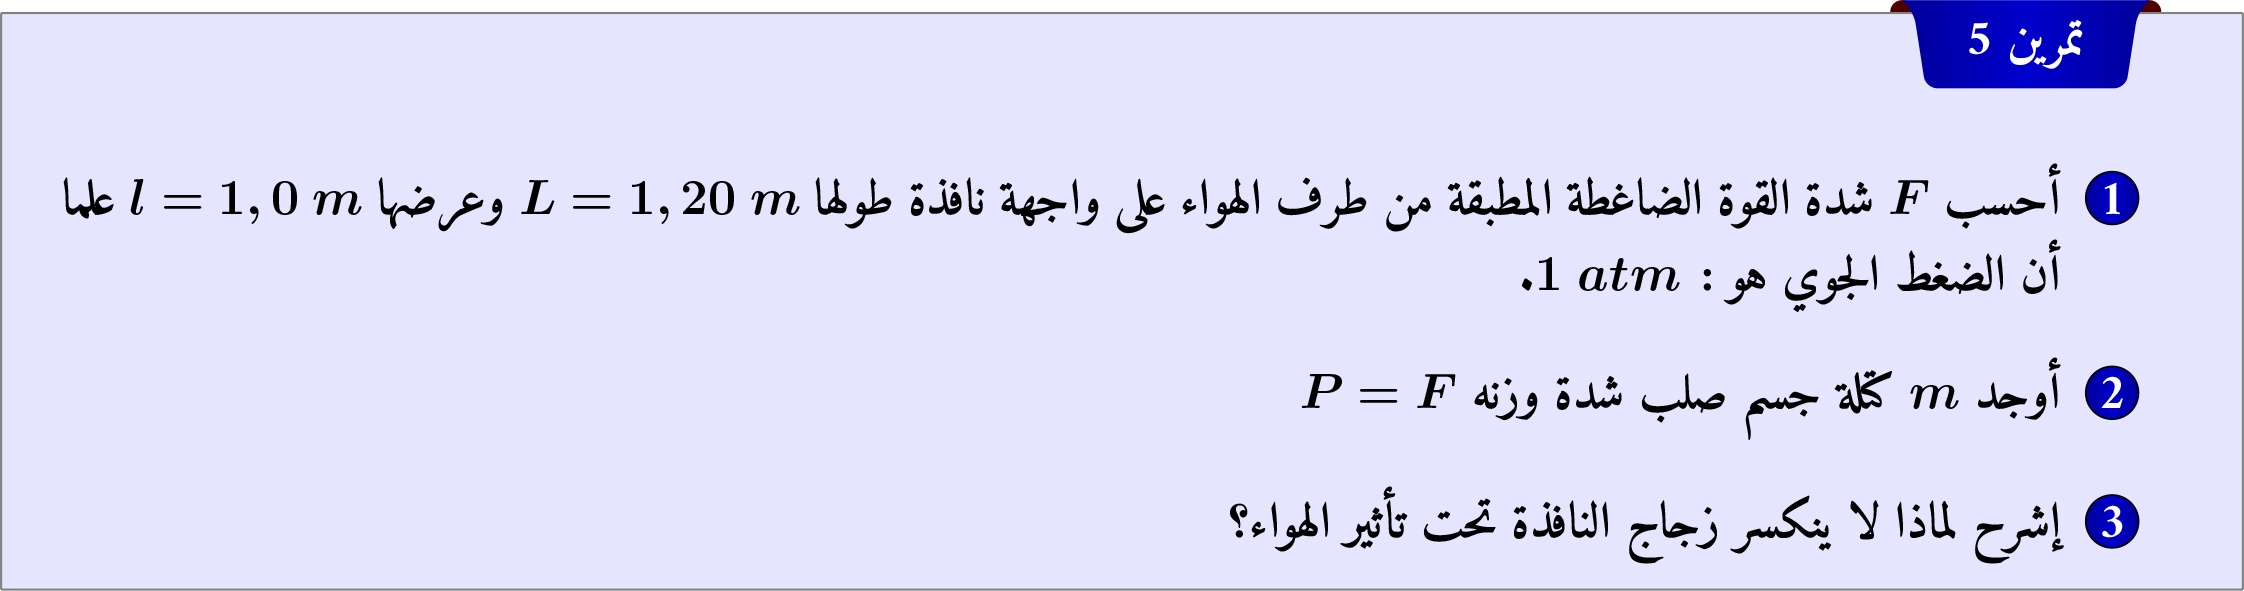 تمرين 5
1 أحسب F شدة القوة الضاغطة المطبقة من طرف الهواء على واجهة نافذة طولها L = 1, 20 m وعرضها l = 1, 0 m علما
أن الضغط الجوي هو : 1 atm.
2 أوجد m كتلة جسم صلب شدة وزنه P = F
3 إشرح لماذا لا ينكسر زجاج النافذة تحت تأثير الهواء؟